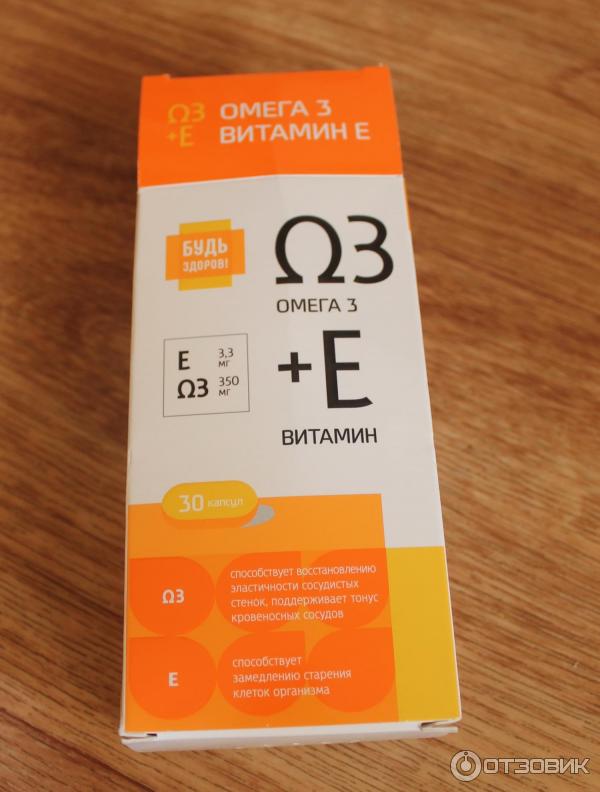 Ω3 ОМЕГА 3
+E ВИТАМИН Е
БУДЬ
ЗДОРОВ!
Ω3
ОМЕГА 3
+E
ВИТАМИН
E 3,3 мг
Ω3 350 мг
30 капсул
Ω3
способствует восстановлению
эластичности сосудистых
стенок, поддерживает тонус
кровеносных сосудов
E
способствует
замедлению старения
клеток организма
ОТЗОВИК